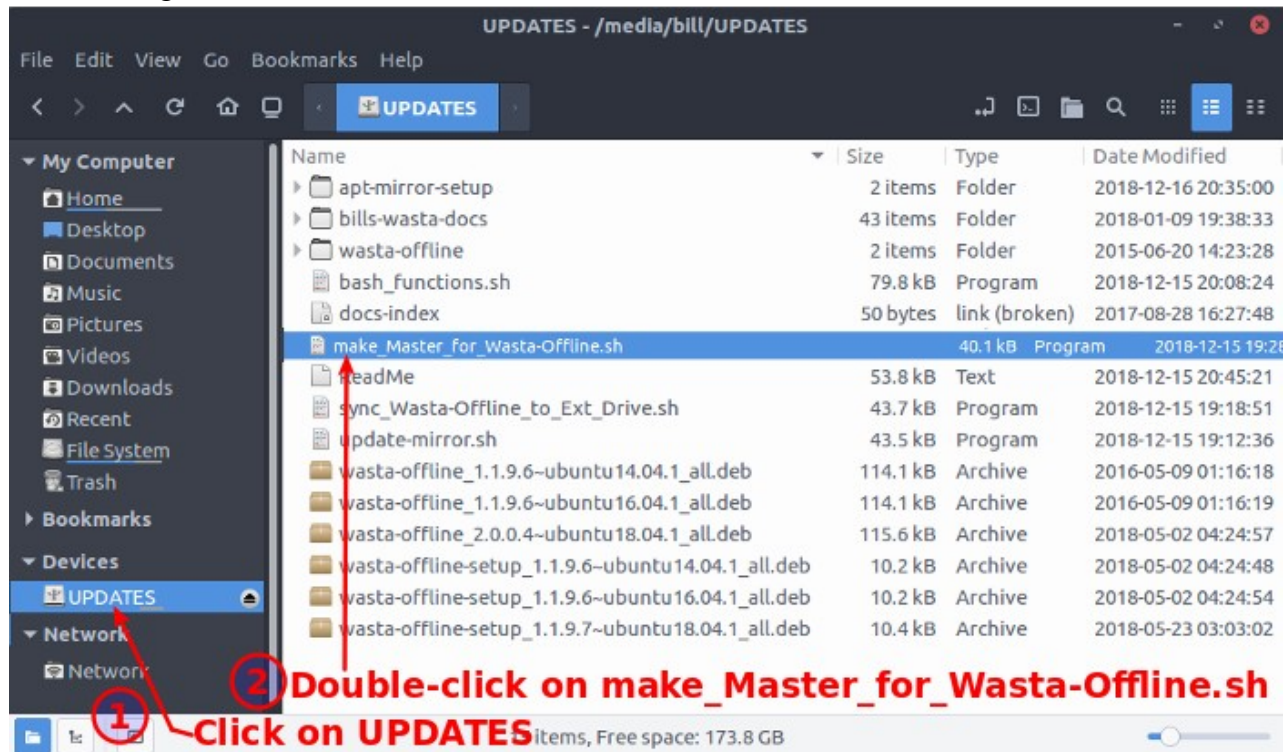 UPDATES - /media/bill/UPDATES
File Edit View Go Bookmarks Help
UPDATES
My Computer
Home
Desktop
Documents
Music
Pictures
Videos
Downloads
Recent
File System
Trash
Bookmarks
Devices
UPDATES
Network
Network
Name Size Type Date Modified
apt-mirror-setup 2 items Folder 2018-12-16 20:35:00
bills-wasta-docs 43 items Folder 2018-01-09 19:38:33
wasta-offline 2 items Folder 2015-06-20 14:23:28
bash_functions.sh 79.8 kB Program 2018-12-15 20:08:24
docs-index 50 bytes link (broken) 2017-08-28 16:27:48
make_Master_for_Wasta-Offline.sh 40.1 kB Program 2018-12-15 19:28
ReadMe 53.8 kB Text 2018-12-15 20:45:21
sync_Wasta-Offline_to_Ext_Drive.sh 43.7 kB Program 2018-12-15 19:18:51
update-mirror.sh 43.5 kB Program 2018-12-15 19:12:36
wasta-offline_1.1.9.6~ubuntu14.04.1_all.deb 114.1 kB Archive 2016-05-09 01:16:18
wasta-offline_1.1.9.6~ubuntu16.04.1_all.deb 114.1 kB Archive 2016-05-09 01:16:19
wasta-offline_2.0.0.4~ubuntu18.04.1_all.deb 115.6 kB Archive 2018-05-02 04:24:57
wasta-offline-setup_1.1.9.6~ubuntu14.04.1_all.deb 10.2 kB Archive 2018-05-02 04:24:48
wasta-offline-setup_1.1.9.6~ubuntu16.04.1_all.deb 10.2 kB Archive 2018-05-02 04:24:54
wasta-offline-setup_1.1.9.7~ubuntu18.04.1_all.deb 10.4 kB Archive 2018-05-23 03:03:02
2 Double-click on make_Master_for_Wasta-Offline.sh
1 Click on UPDATES
items, Free space: 173.8 GB